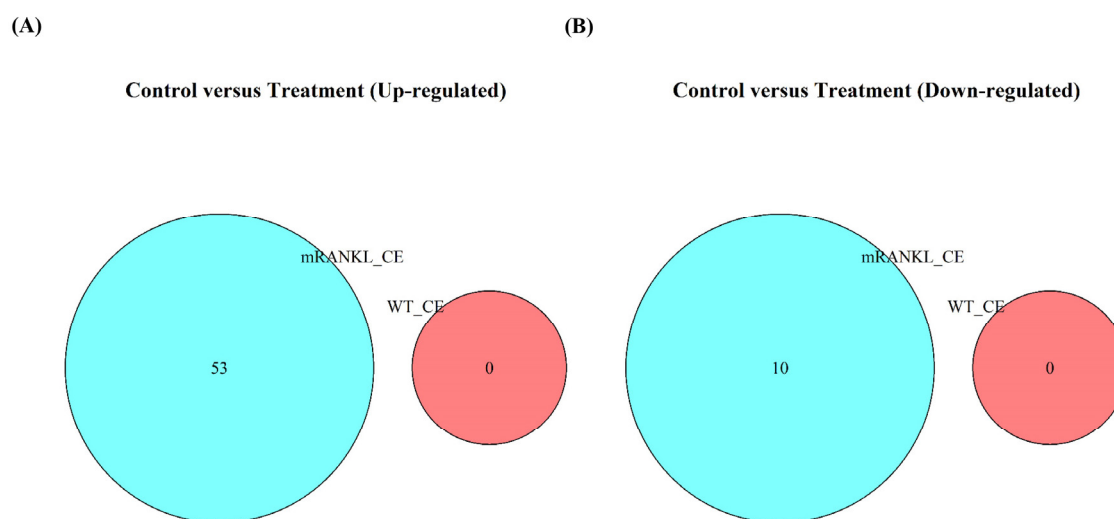 (A)
Control versus Treatment (Up-regulated)
mRANKL_CE
WT_CE
53
0
(B)
Control versus Treatment (Down-regulated)
mRANKL_CE
WT_CE
10
0